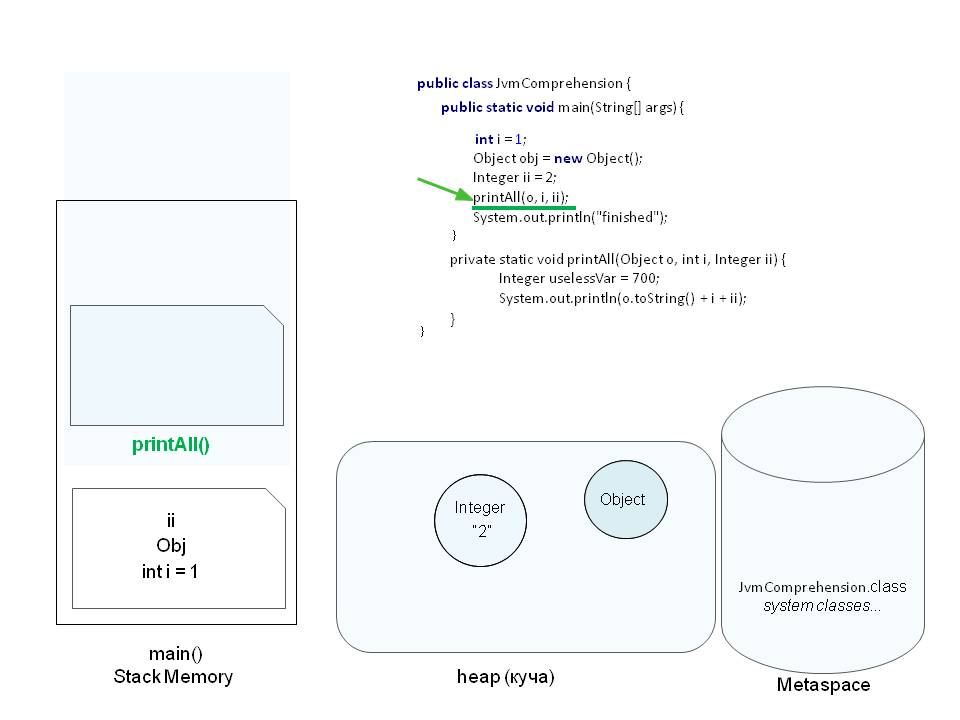 public class JvmComprehension {
public static void main(String[] args) {
int i = 1;
Object obj = new Object();
Integer ii = 2;
printAll(o, i, ii);
System.out.println("finished");
}
private static void printAll(Object o, int i, Integer ii) {
Integer uselessVar = 700;
System.out.println(o.toString() + i + ii);
}
}
printAll()
ii
Obj
int i = 1
main()
Stack Memory
Integer
"2"
Object
heap (куча)
JvmComprehension.class
system classes...
Metaspace